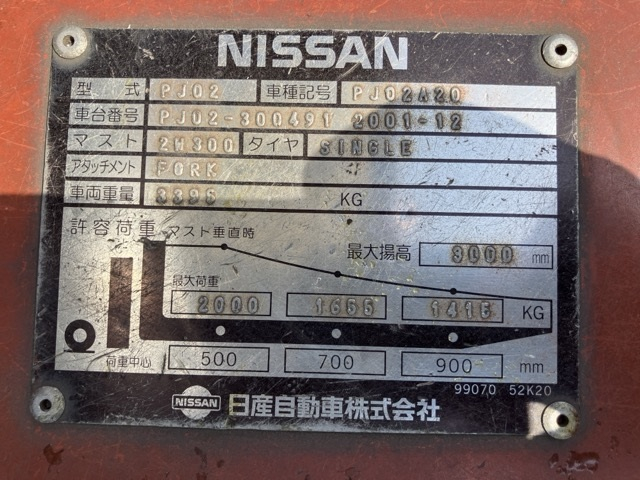 NISSAN
型式 PJ02 車種記号 PJ02A20
車台番号 PJ02-300491 2001-12
マスト 2W300 タイヤ SINGLE
アタッチメント FORK
車両重量 3395 KG
許容荷重 マスト垂直時
最大揚高 3000 mm
最大荷重
2000 1655 1415 KG
荷重中心 500 700 900 mm
99070 52K20
NISSAN 日産自動車株式会社